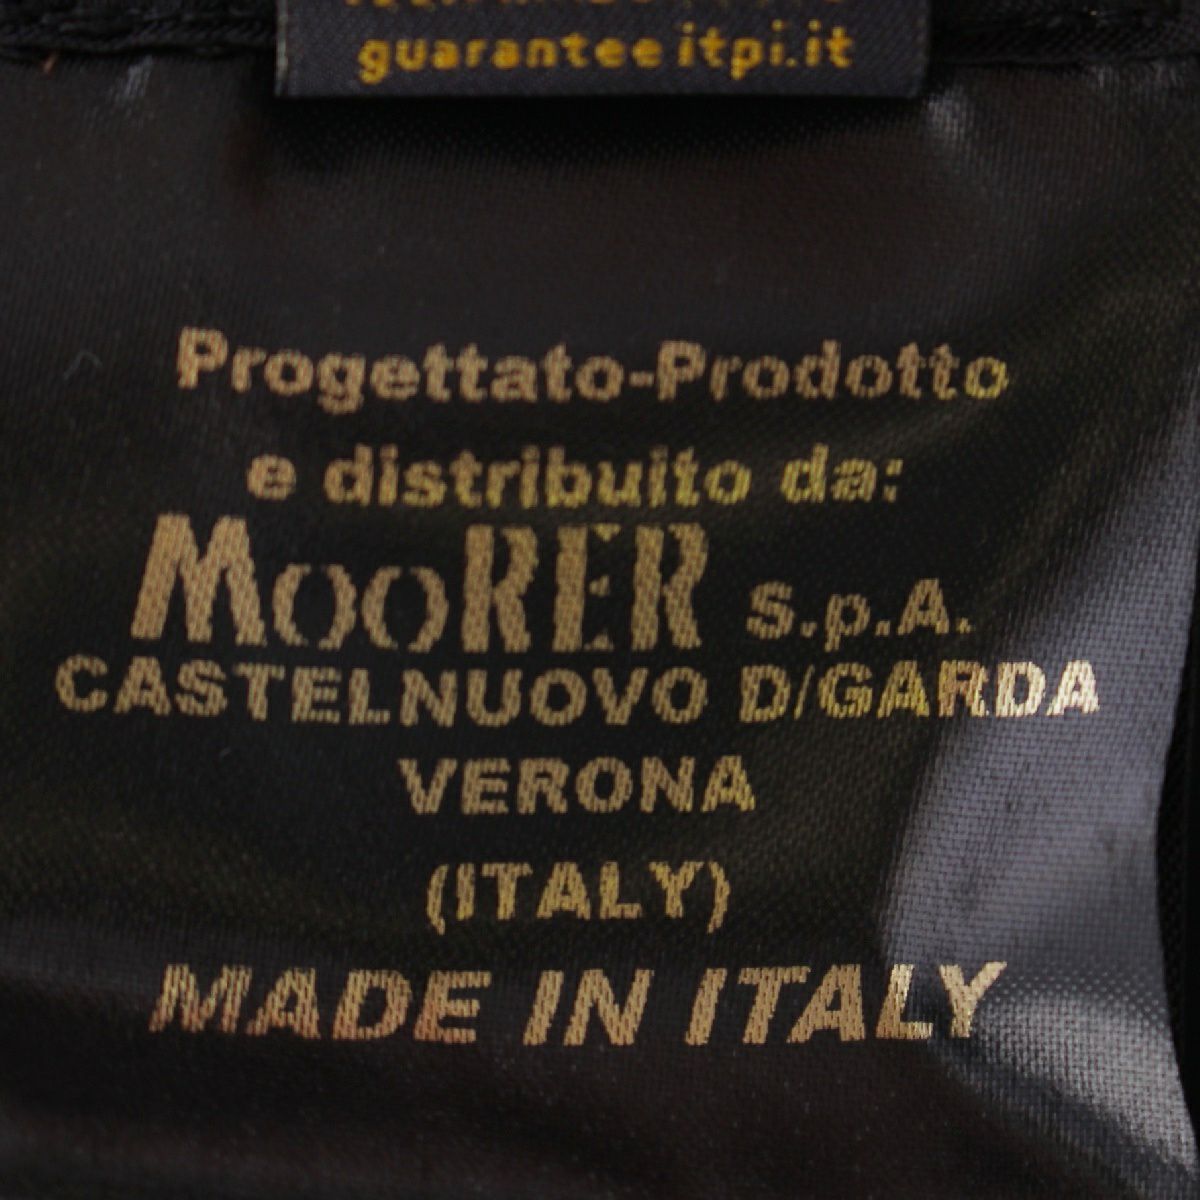 guarantee itpi.it
Progettato-Prodotto
e distribuito da:
MooRER S.p.A.
CASTELNUOVO D/GARDA
VERONA
(ITALY)
MADE IN ITALY